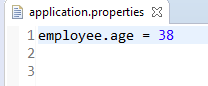 application.properties
1 employee.age = 38
2
3